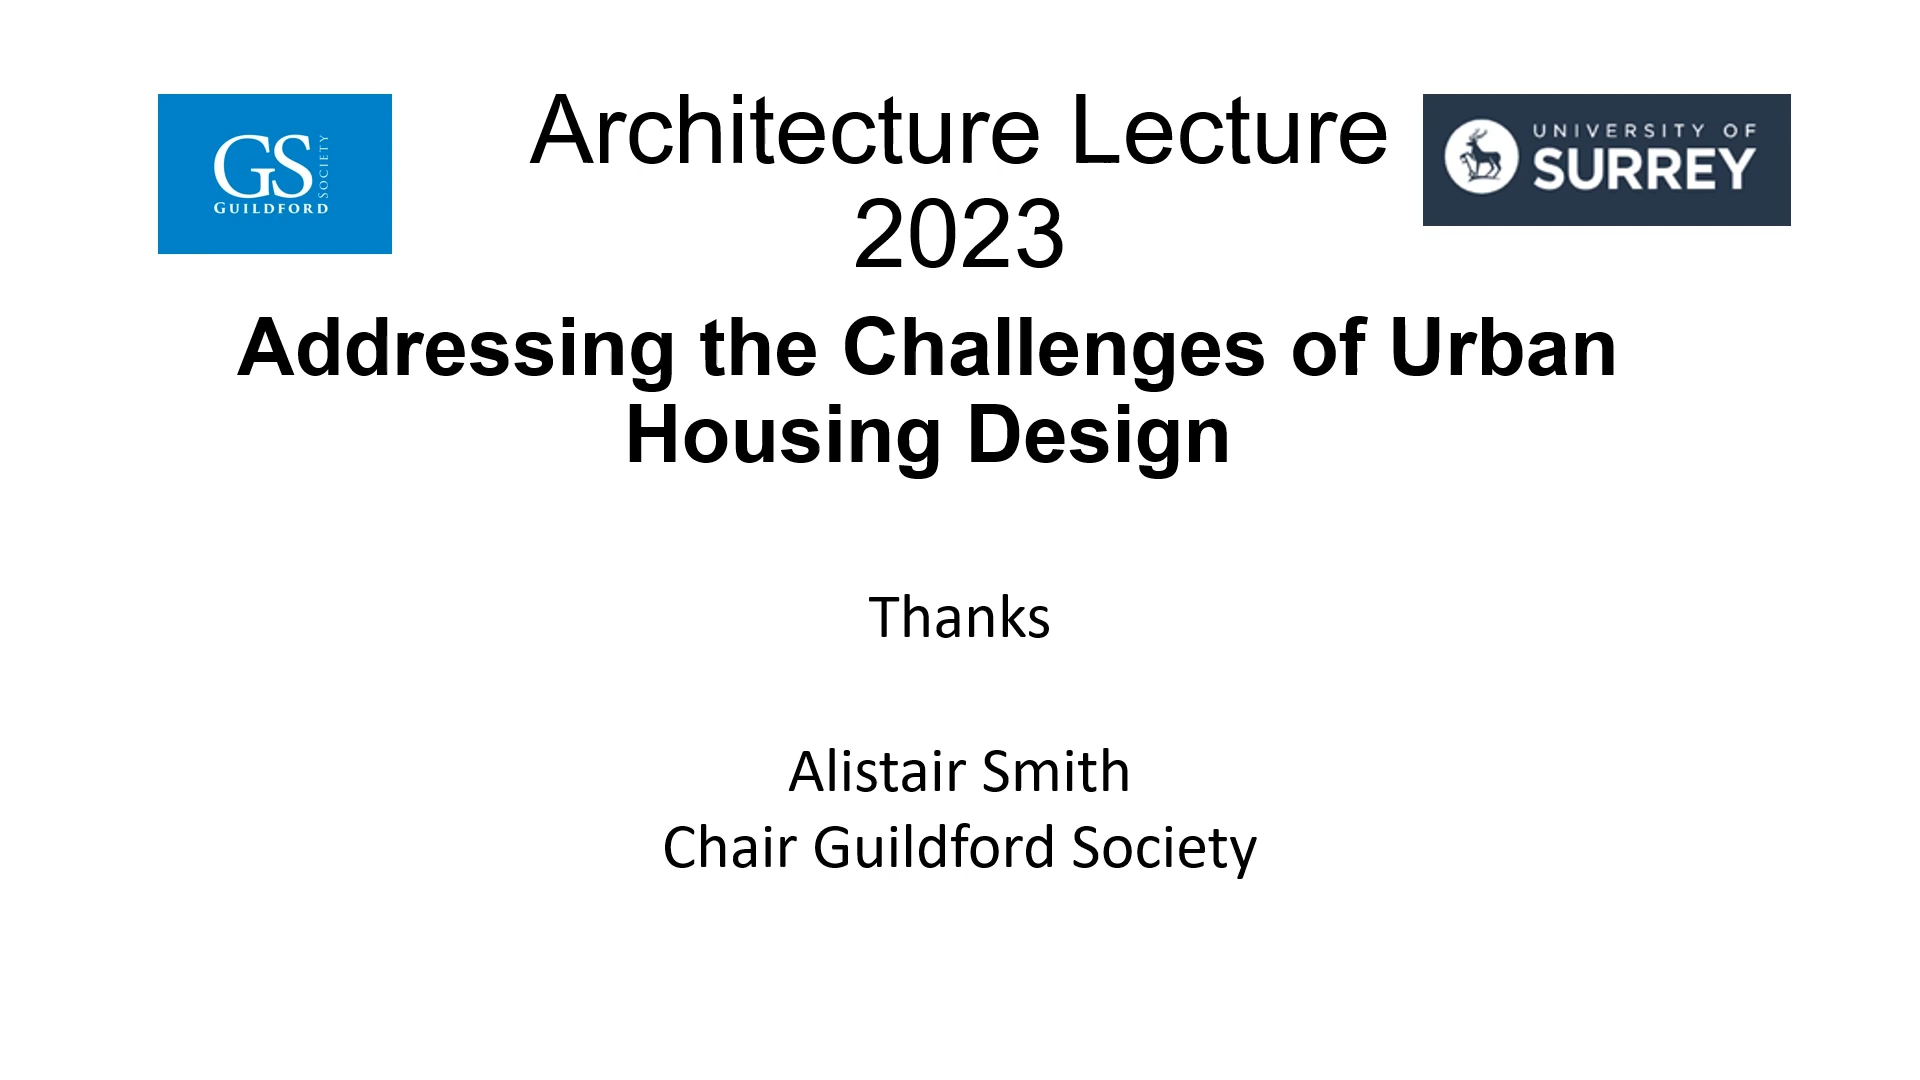 GS
SOCIETY
GUILDFORD
Architecture Lecture
2023
UNIVERSITY OF
SURREY
Addressing the Challenges of Urban
Housing Design
Thanks
Alistair Smith
Chair Guildford Society